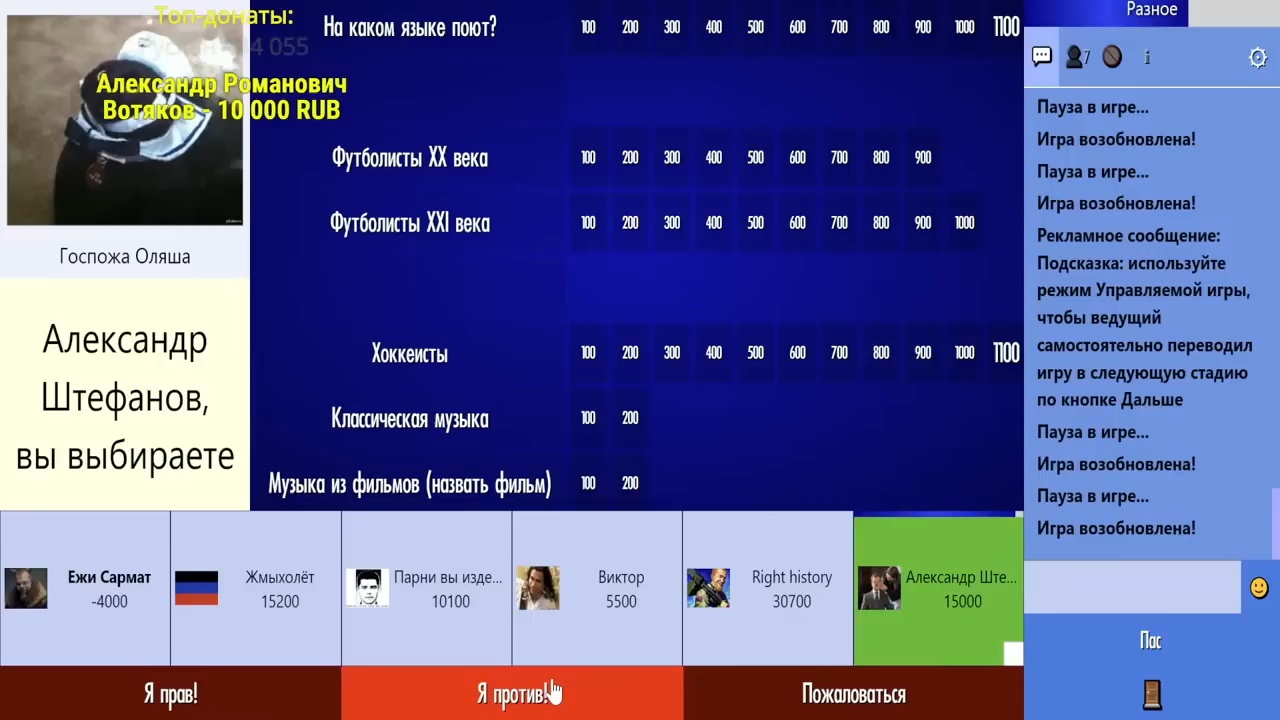 Топ-донаты:
4 055
Александр Романович
Вотяков - 10 000 RUB
Госпожа Оляша
Александр
Штефанов,
вы выбираете
На каком языке поют? 100 200 300 400 500 600 700 800 900 1000 1100
Футболисты XX века 100 200 300 400 500 600 700 800 900
Футболисты XXI века 100 200 300 400 500 600 700 800 900 1000
Хоккеисты 100 200 300 400 500 600 700 800 900 1000 1100
Классическая музыка 100 200
Музыка из фильмов (назвать фильм) 100 200
Разное
7 i
Пауза в игре...
Игра возобновлена!
Пауза в игре...
Игра возобновлена!
Рекламное сообщение:
Подсказка: используйте
режим Управляемой игры,
чтобы ведущий
самостоятельно переводил
игру в следующую стадию
по кнопке Дальше
Пауза в игре...
Игра возобновлена!
Пауза в игре...
Игра возобновлена!
Ежи Сармат
-4000
Жмыхолёт
15200
Парни вы изде...
10100
Виктор
5500
Right history
30700
Александр Ште...
15000
Пас
Я прав!
Я против!
Пожаловаться